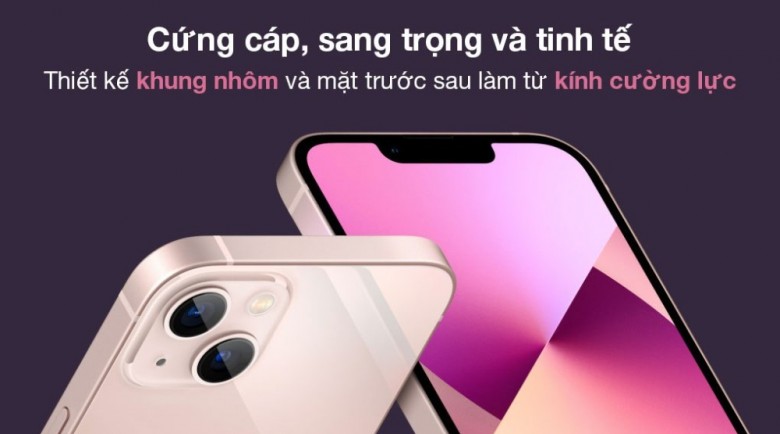 Cứng cáp, sang trọng và tinh tế
Thiết kế khung nhôm và mặt trước sau làm từ kính cường lực